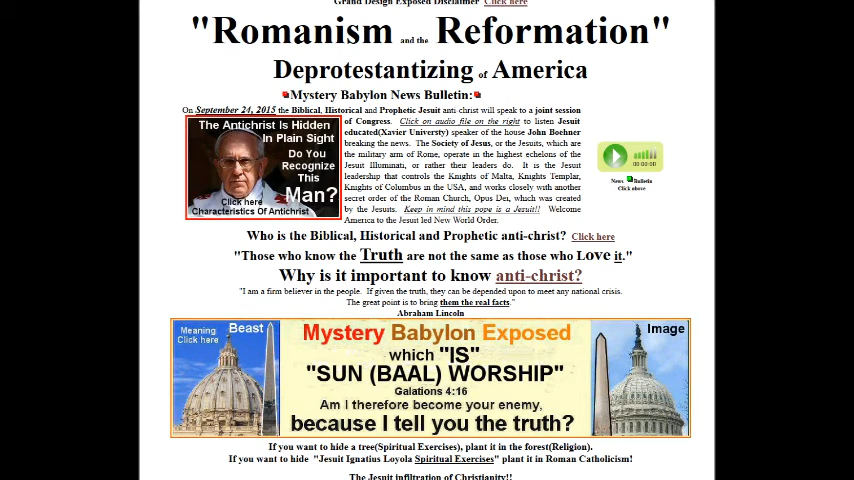 Grand Design Exposed Disclaimer Click here
"Romanism and the Reformation"
Deprotestantizing of America
Mystery Babylon News Bulletin:
On September 24, 2015 the Biblical, Historical and Prophetic Jesuit anti-christ will speak to a joint session
of Congress. Click on audio file on the right to listen Jesuit
educated(Xavier Universty) speaker of the house John Boehner
breaking the news. The Society of Jesus, or the Jesuits, which are
the military arm of Rome, operate in the highest echelons of the
Jesuit Illuminati, or rather their leaders do. It is the Jesuit
leadership that controls the Knights of Malta, Knights Templar,
Knights of Columbus in the USA, and works closely with another
secret order of the Roman Church, Opus Dei, which was created
by the Jesuits. Keep in mind this pope is a Jesuit!! Welcome
America to the Jesuit led New World Order.
The Antichrist Is Hidden
In Plain Sight
Do You
Recognize
This
Man?
Click here
Characteristics Of Antichrist
00:00:00
News Bulletin
Click above
Who is the Biblical, Historical and Prophetic anti-christ? Click here
"Those who know the Truth are not the same as those who Love it."
Why is it important to know anti-christ?
"I am a firm believer in the people. If given the truth, they can be depended upon to meet any national crisis.
The great point is to bring them the real facts."
Abraham Lincoln
Meaning
Click here
Beast
Mystery Babylon Exposed
which "IS"
"SUN (BAAL) WORSHIP"
Galations 4:16
Am I therefore become your enemy,
because I tell you the truth?
Image
If you want to hide a tree(Spiritual Exercises), plant it in the forest(Religion).
If you want to hide "Jesuit Ignatius Loyola Spiritual Exercises" plant it in Roman Catholicism!
The Jesuit infiltration of Christianity!!